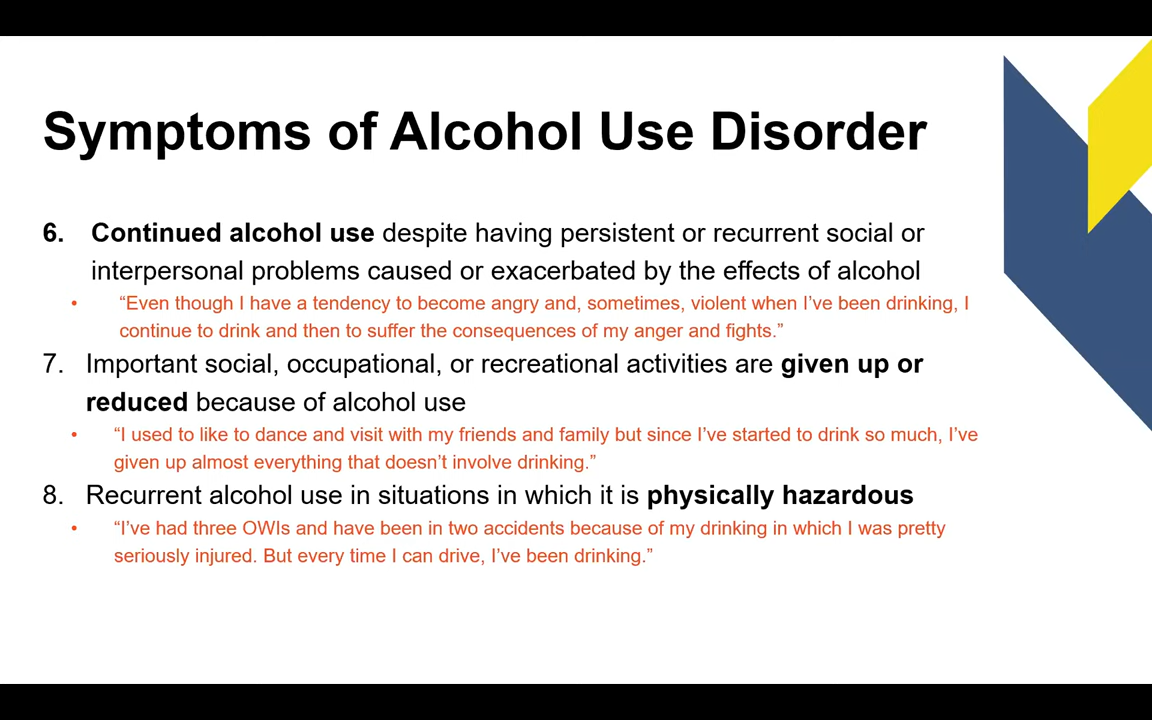 Symptoms of Alcohol Use Disorder
6. Continued alcohol use despite having persistent or recurrent social or
interpersonal problems caused or exacerbated by the effects of alcohol
• “Even though I have a tendency to become angry and, sometimes, violent when I’ve been drinking, I
continue to drink and then to suffer the consequences of my anger and fights.”
7. Important social, occupational, or recreational activities are given up or
reduced because of alcohol use
• “I used to like to dance and visit with my friends and family but since I’ve started to drink so much, I’ve
given up almost everything that doesn’t involve drinking.”
8. Recurrent alcohol use in situations in which it is physically hazardous
• “I’ve had three OWIs and have been in two accidents because of my drinking in which I was pretty
seriously injured. But every time I can drive, I’ve been drinking.”